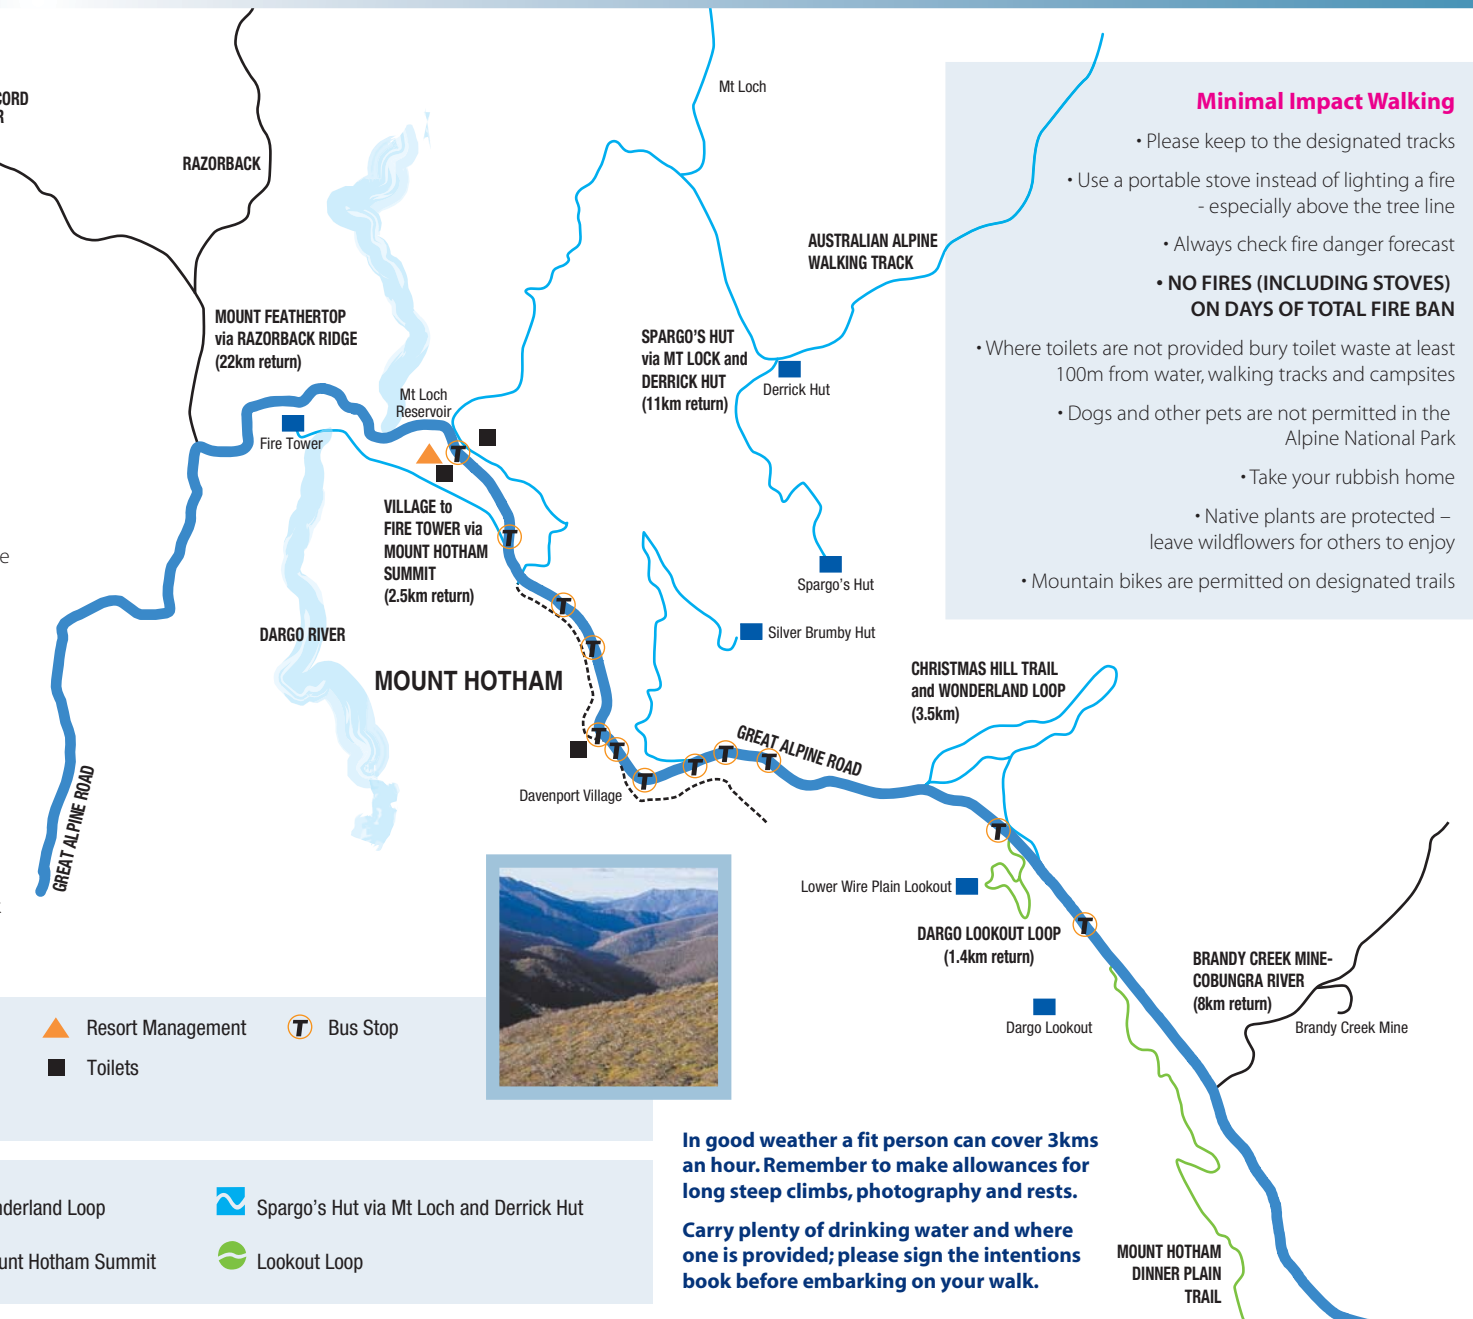 CORD
R
RAZORBACK
Mt Loch
AUSTRALIAN ALPINE
WALKING TRACK
MOUNT FEATHERTOP
via RAZORBACK RIDGE
(22km return)
SPARGO'S HUT
via MT LOCK and
DERRICK HUT
(11km return)
Derrick Hut
Mt Loch
Reservoir
Fire Tower
VILLAGE to
FIRE TOWER via
MOUNT HOTHAM
SUMMIT
(2.5km return)
e
Spargo's Hut
DARGO RIVER
Silver Brumby Hut
MOUNT HOTHAM
CHRISTMAS HILL TRAIL
and WONDERLAND LOOP
(3.5km)
GREAT ALPINE ROAD
GREAT ALPINE ROAD
Davenport Village
Lower Wire Plain Lookout
DARGO LOOKOUT LOOP
(1.4km return)
Dargo Lookout
BRANDY CREEK MINE-
COBUNGRA RIVER
(8km return)
Brandy Creek Mine
MOUNT HOTHAM
DINNER PLAIN
TRAIL
Minimal Impact Walking
• Please keep to the designated tracks
• Use a portable stove instead of lighting a fire
- especially above the tree line
• Always check fire danger forecast
• NO FIRES (INCLUDING STOVES)
ON DAYS OF TOTAL FIRE BAN
• Where toilets are not provided bury toilet waste at least
100m from water, walking tracks and campsites
• Dogs and other pets are not permitted in the
Alpine National Park
• Take your rubbish home
• Native plants are protected –
leave wildflowers for others to enjoy
• Mountain bikes are permitted on designated trails
Resort Management
T Bus Stop
Toilets
nderland Loop
Spargo's Hut via Mt Loch and Derrick Hut
unt Hotham Summit
Lookout Loop
In good weather a fit person can cover 3kms
an hour. Remember to make allowances for
long steep climbs, photography and rests.
Carry plenty of drinking water and where
one is provided; please sign the intentions
book before embarking on your walk.